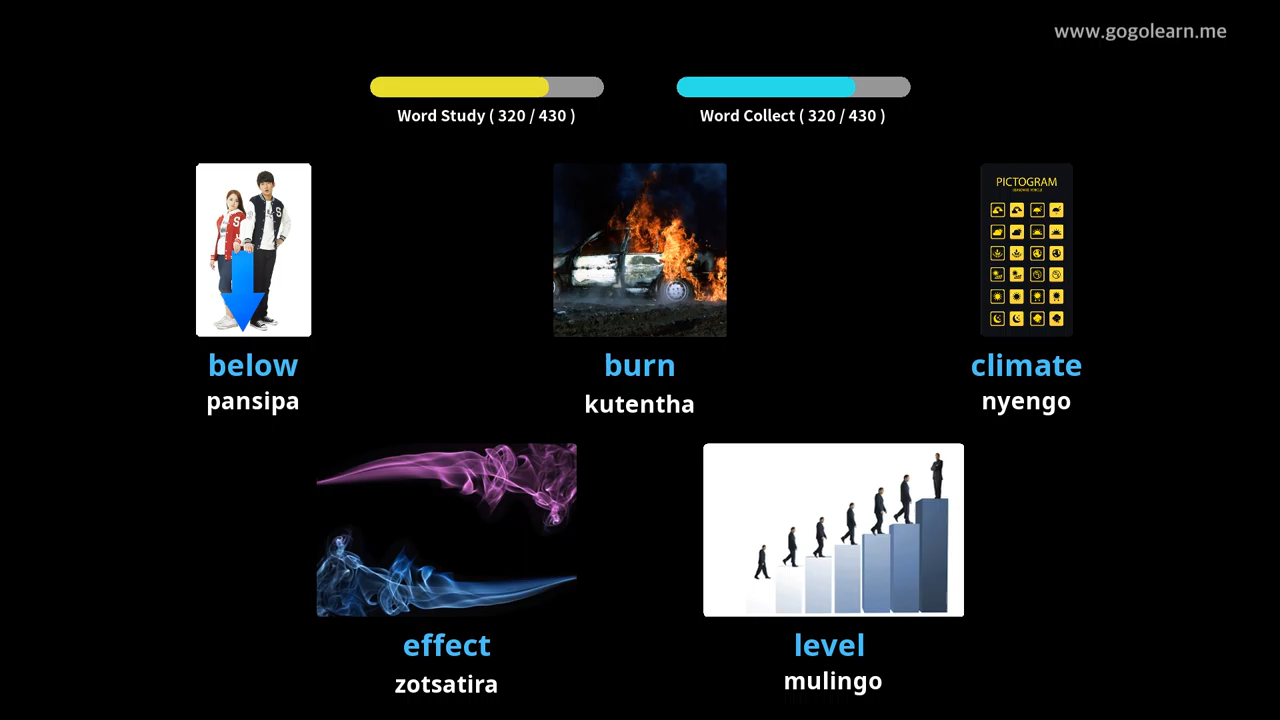 www.gogolearn.me
Word Study ( 320 / 430 )
Word Collect ( 320 / 430 )
PICTOGRAM
below
pansipa
burn
kutentha
climate
nyengo
effect
zotsatira
level
mulingo